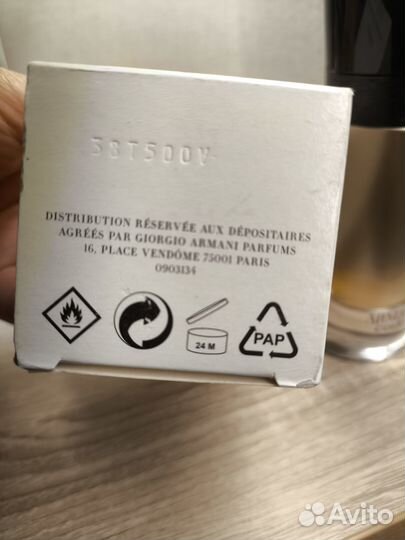 38T500V
DISTRIBUTION RÉSERVÉE AUX DÉPOSITAIRES
AGRÉÉS PAR GIORGIO ARMANI PARFUMS
16, PLACE VENDÔME 75001 PARIS
0903134
24 M
PAP
Avito